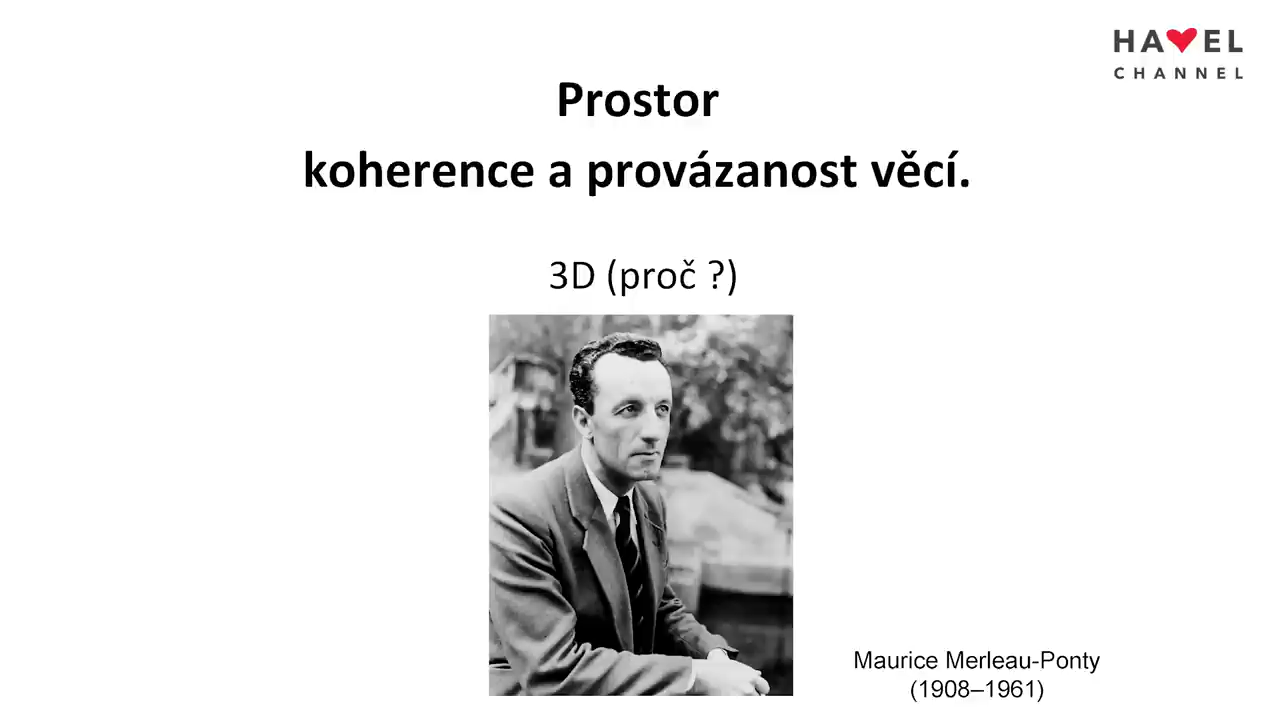 HAVEL
CHANNEL
Prostor
koherence a provázanost věcí.
3D (proč ?)
Maurice Merleau-Ponty
(1908–1961)